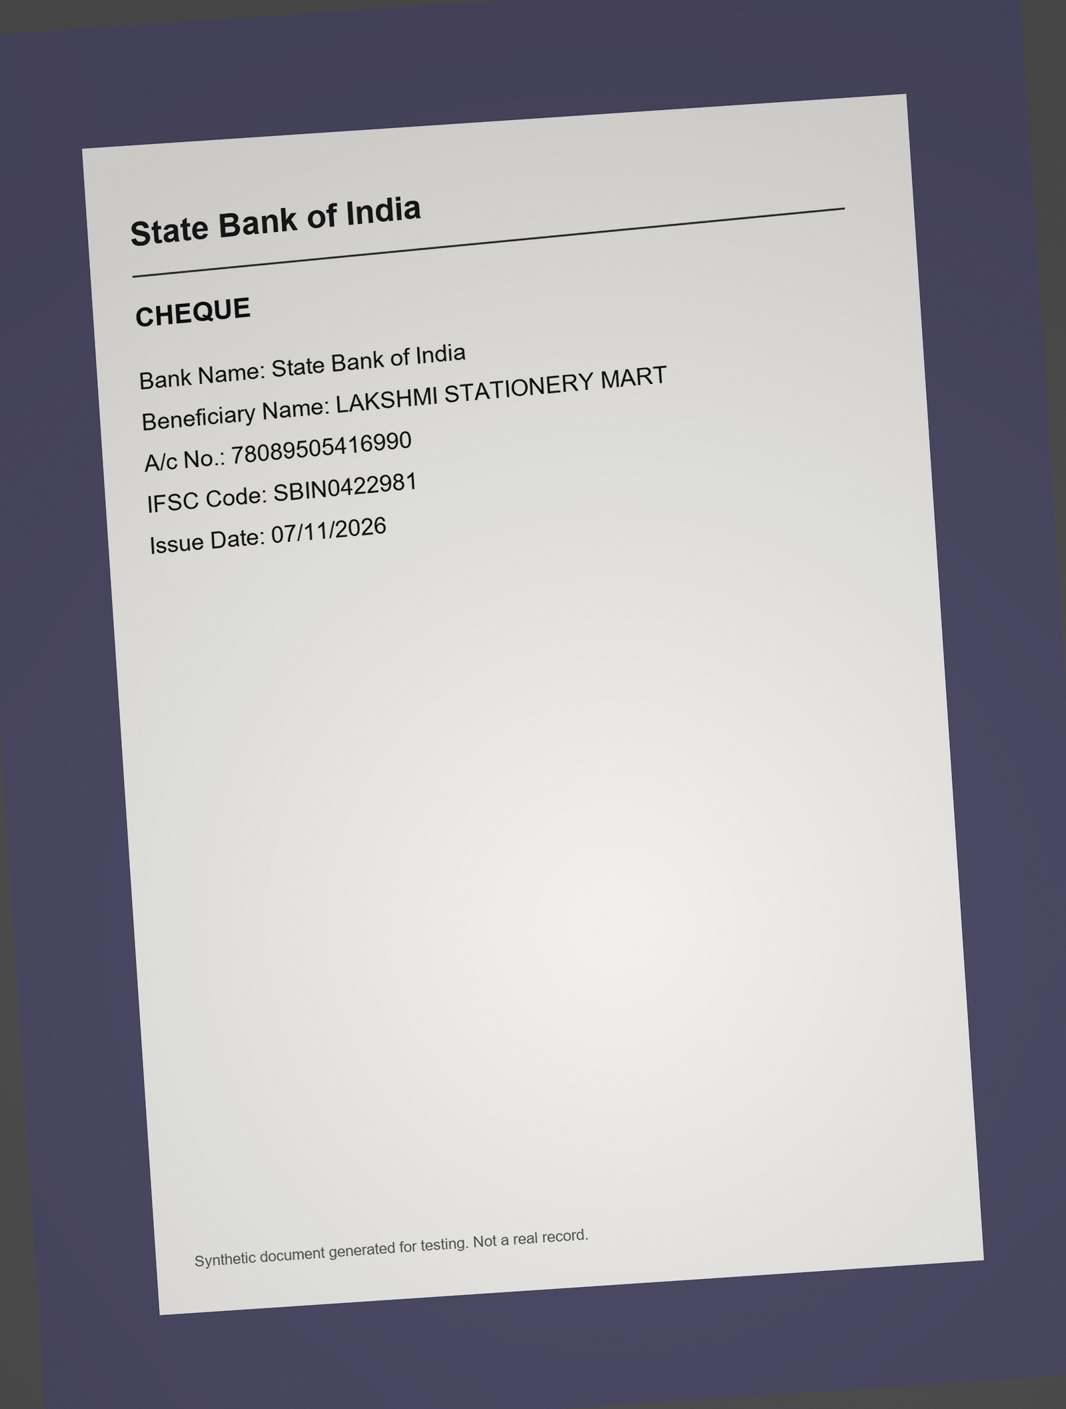 State Bank of India
CHEQUE
Bank Name: State Bank of India
Beneficiary Name: LAKSHMI STATIONERY MART
A/c No.: 78089505416990
IFSC Code: SBIN0422981
Issue Date: 07/11/2026
Synthetic document generated for testing. Not a real record.